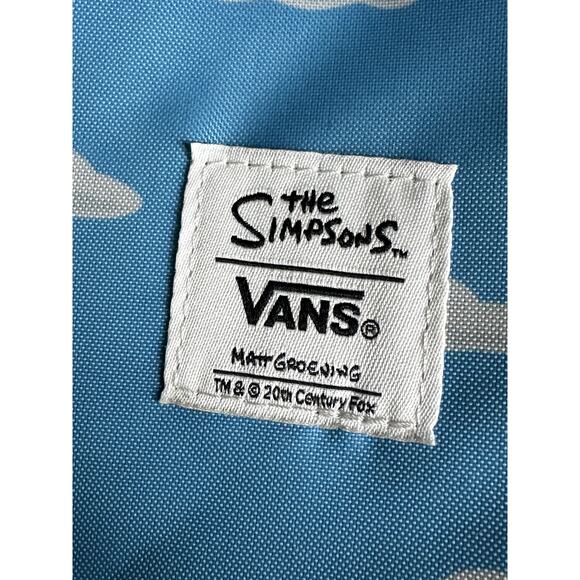 THE
SIMPSONS™
VANS®
MATT GROENING
TM & © 20th Century Fox